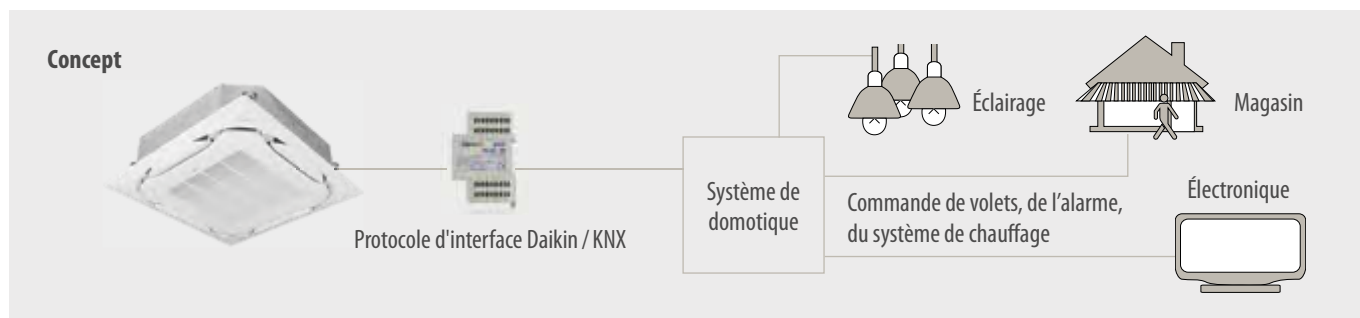 Concept
Éclairage
Magasin
Électronique
Système de
domotique
Commande de volets, de l’alarme,
du système de chauffage
Protocole d'interface Daikin / KNX